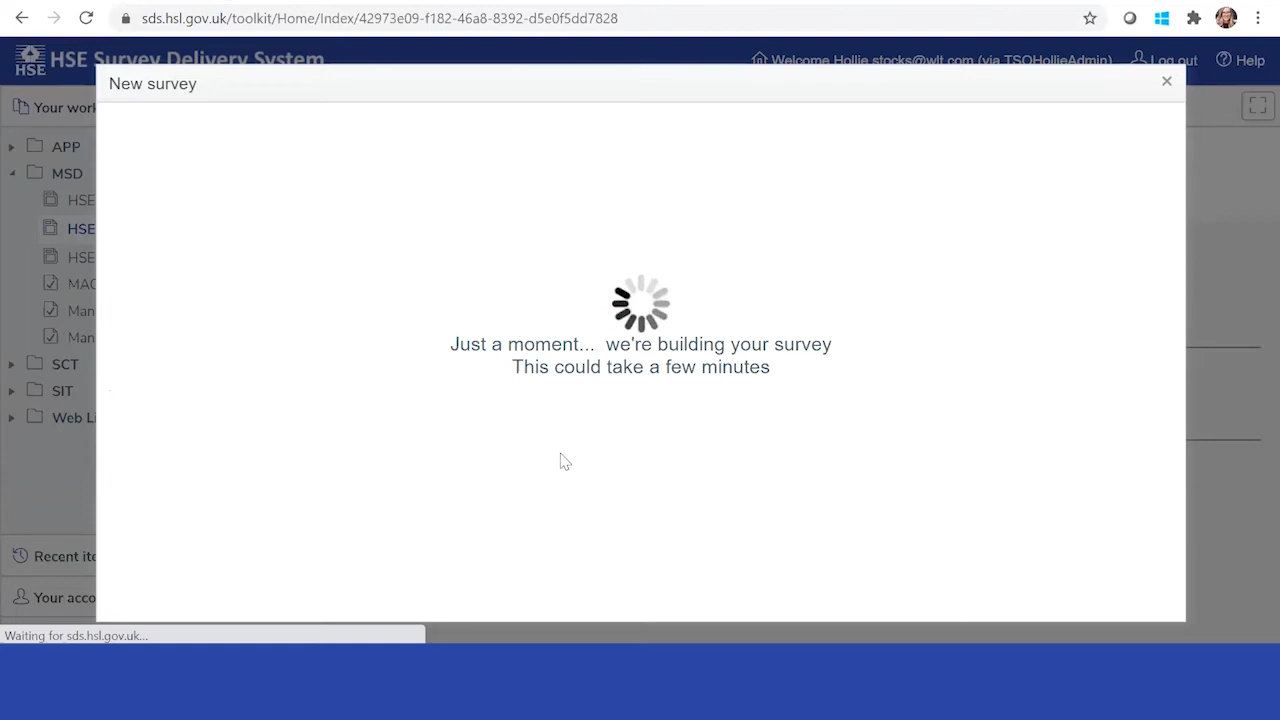 sds.hsl.gov.uk/toolkit/Home/Index/42973e09-f182-46a8-8392-d5e0f5dd7828
HSE
HSE Survey Delivery System
Welcome Hollie.stocks@wlt.com (via TSOHollieAdmin)
Log out
Help
New survey
Your work
APP
MSD
HSE
HSE
HSE
MAC
Man
Man
SCT
SIT
Web Li
Just a moment... we're building your survey
This could take a few minutes
Recent ite
Your acco
Waiting for sds.hsl.gov.uk...